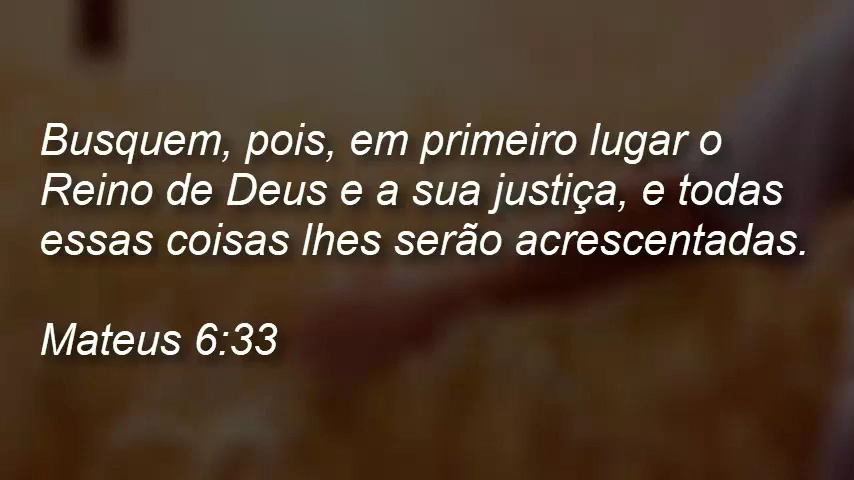 Busquem, pois, em primeiro lugar o
Reino de Deus e a sua justiça, e todas
essas coisas lhes serão acrescentadas.
Mateus 6:33